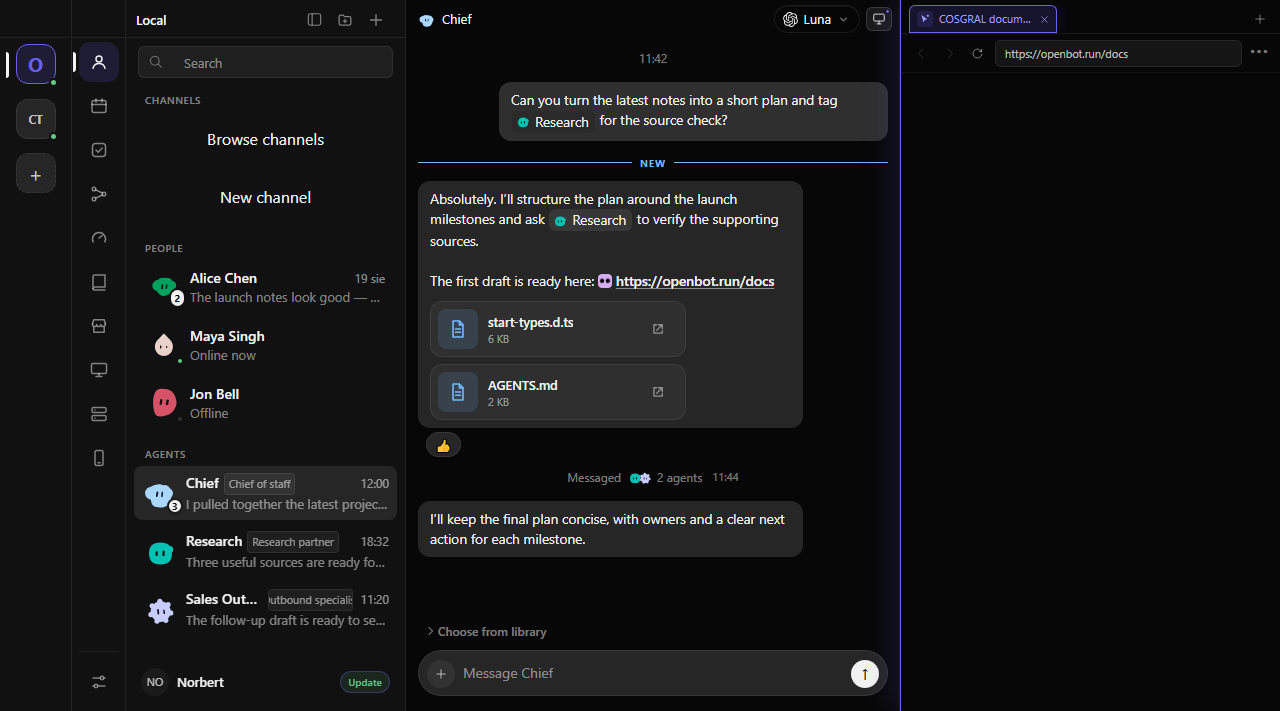 O
CT
+
Local
Search
CHANNELS
Browse channels
New channel
PEOPLE
Alice Chen
19 sie
2
The launch notes look good — ...
Maya Singh
Online now
Jon Bell
Offline
AGENTS
Chief
Chief of staff
12:00
3
I pulled together the latest projec...
Research
Research partner
18:32
Three useful sources are ready fo...
Sales Out...
outbound specialis
11:20
The follow-up draft is ready to se...
NO
Norbert
Update
Chief
Luna
11:42
Can you turn the latest notes into a short plan and tag
Research for the source check?
NEW
Absolutely. I'll structure the plan around the launch
milestones and ask Research to verify the supporting
sources.
The first draft is ready here: https://openbot.run/docs
start-types.d.ts
6 KB
AGENTS.md
2 KB
Messaged 2 agents 11:44
I'll keep the final plan concise, with owners and a clear next
action for each milestone.
Choose from library
Message Chief
COSGRAL docum...
https://openbot.run/docs